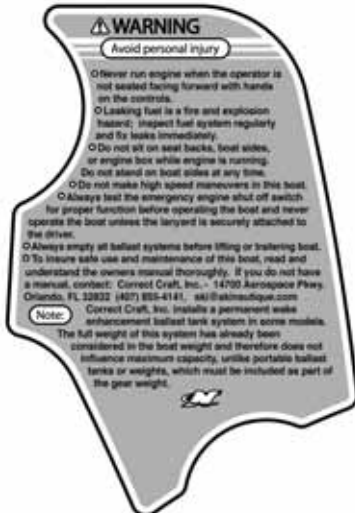 ⚠WARNING
Avoid personal injury
O Never run engine when the operator is
not seated facing forward with hands
on the controls.
O Leaking fuel is a fire and explosion
hazard; inspect fuel system regularly
and fix leaks immediately.
O Do not sit on seat backs, boat sides,
or engine box while engine is running.
Do not stand on boat sides at any time.
O Do not make high speed maneuvers in this boat.
O Always test the emergency engine shut off switch
for proper function before operating the boat and never
operate the boat unless the lanyard is securely attached to
the driver.
O Always empty all ballast systems before lifting or trailering boat.
O To insure safe use and maintenance of this boat, read and
understand the owners manual thoroughly. If you do not have
a manual, contact: Correct Craft, Inc. - 14700 Aerospace Pkwy.
Orlando, FL 32832 (407) 855-4141, ski@skinautique.com
Note: Correct Craft, Inc. installs a permanent wake
enhancement ballast tank system in some models.
The full weight of this system has already been
considered in the boat weight and therefore does not
influence maximum capacity, unlike portable ballast
tanks or weights, which must be included as part of
the gear weight.